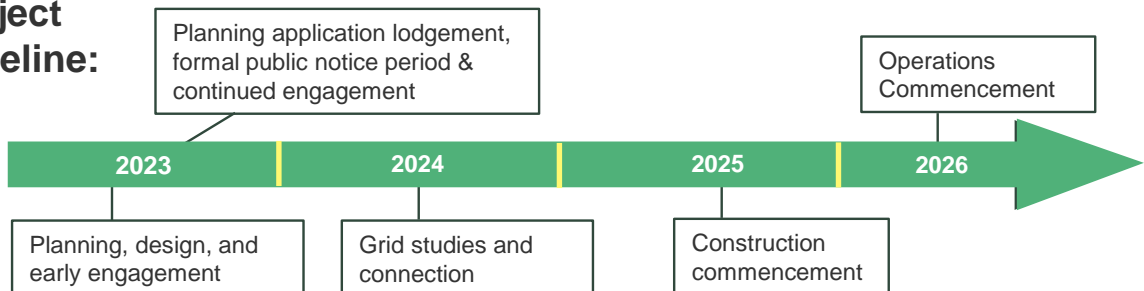 ject
eline:
Planning application lodgement,
formal public notice period &
continued engagement
Operations
Commencement
2023
2024
2025
2026
Planning, design, and
early engagement
Grid studies and
connection
Construction
commencement